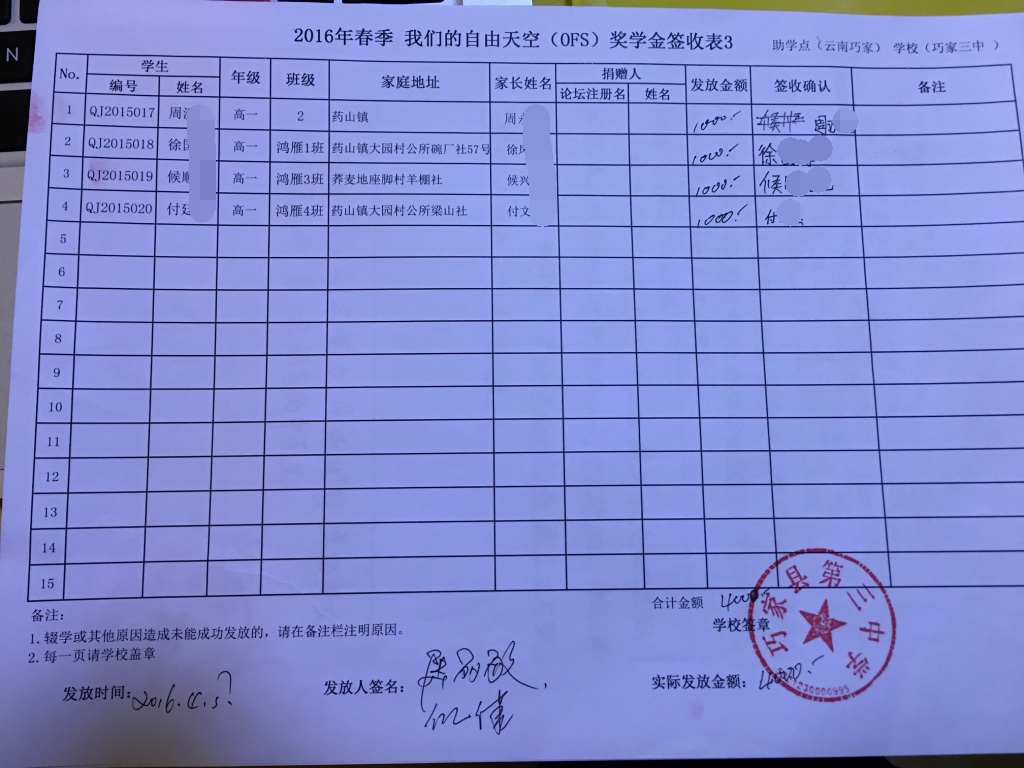 N
2016年春季 我们的自由天空（OFS）奖学金签收表3 助学点（云南巧家） 学校（巧家三中 ）
No. 学生 年级 班级 家庭地址 家长姓名 捐赠人 发放金额 签收确认 备注
编号 姓名 论坛注册名 姓名
1 QJ2015017 周 高一 2 药山镇 周 1000.-
2 QJ2015018 徐 高一 鸿雁1班 药山镇大园村公所碗厂社57号 徐 1000.- 徐
3 QJ2015019 候 高一 鸿雁3班 荞麦地座脚村羊棚社 候兴 1000.- 候
4 QJ2015020 付 高一 鸿雁4班 药山镇大园村公所梁山社 付文 1000.- 付
5
6
7
8
9
10
11
12
13
14
15
备注： 合计金额 4000.-
1. 辍学或其他原因造成未能成功发放的，请在备注栏注明原因。 学校签章
2. 每一页请学校盖章
巧家县第三中学
230000995
发放时间： 2016.4.5 发放人签名： 实际发放金额：